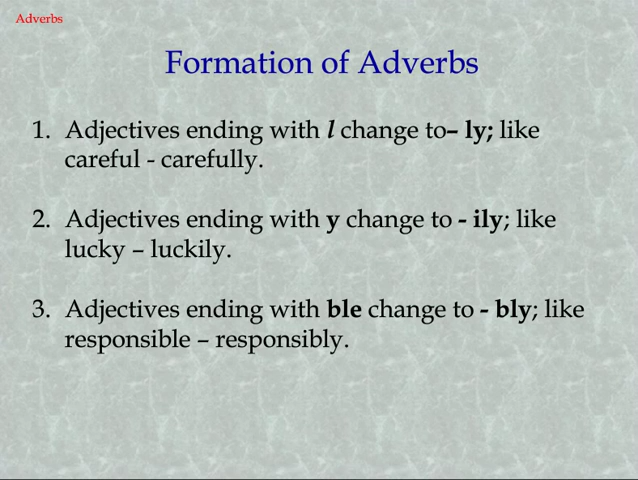 Adverbs
Formation of Adverbs
1. Adjectives ending with l change to– ly; like
careful - carefully.
2. Adjectives ending with y change to - ily; like
lucky – luckily.
3. Adjectives ending with ble change to - bly; like
responsible – responsibly.